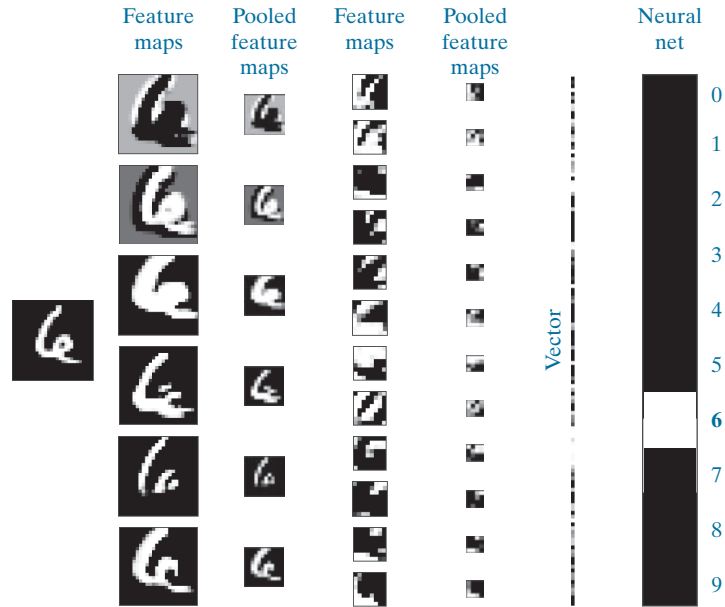 Feature
maps
Pooled
feature
maps
Feature
maps
Pooled
feature
maps
Neural
net
Vector
0
1
2
3
4
5
6
7
8
9